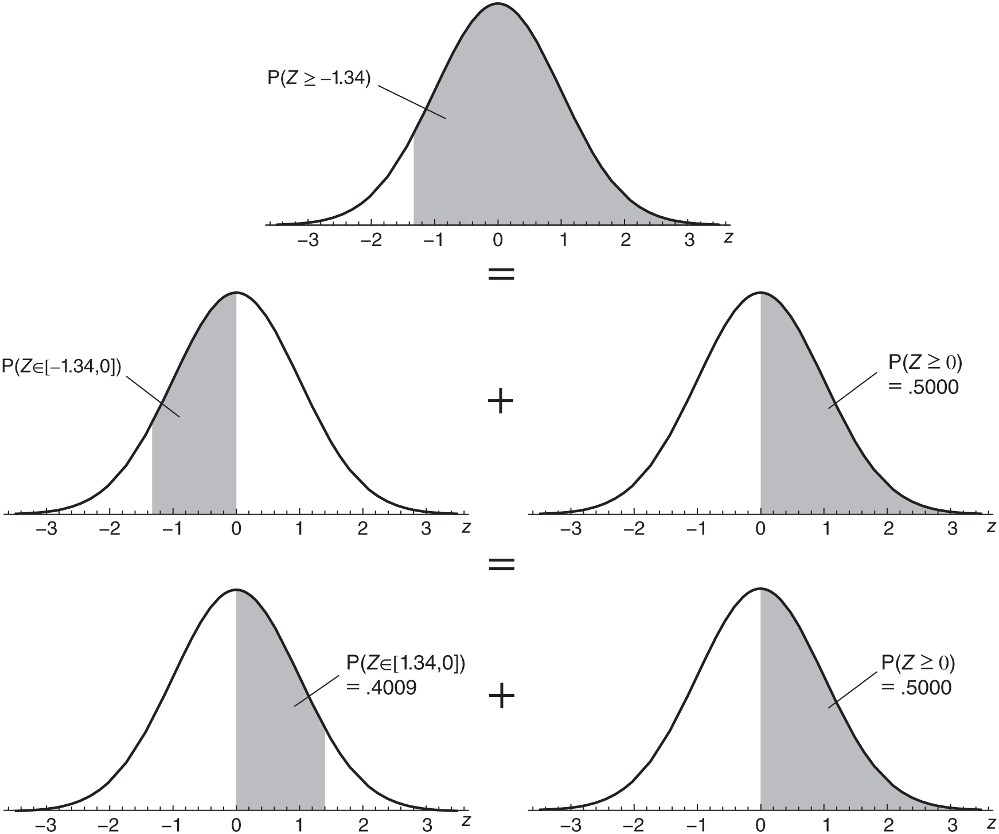 P(Z ≥ –1.34)
–3 –2 –1 0 1 2 3 z
=
P(Z∈[–1.34,0])
+
P(Z ≥ 0)
= .5000
–3 –2 –1 0 1 2 3 z
–3 –2 –1 0 1 2 3 z
=
P(Z∈[1.34,0])
= .4009
+
P(Z ≥ 0)
= .5000
–3 –2 –1 0 1 2 3 z
–3 –2 –1 0 1 2 3 z